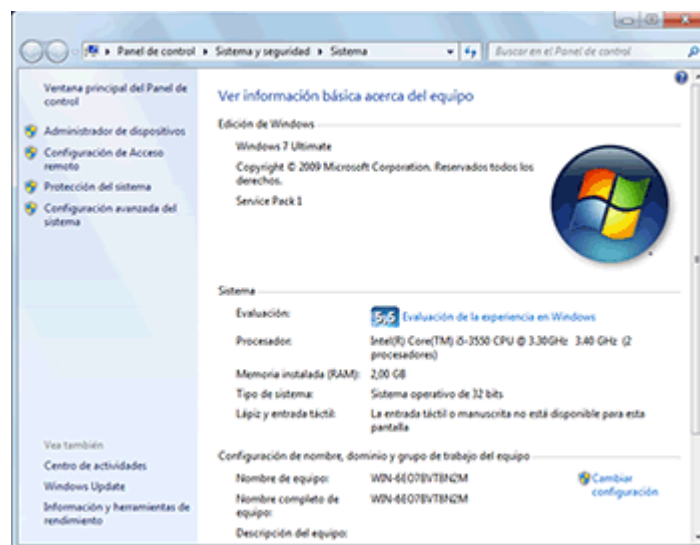 Panel de control ▸ Sistema y seguridad ▸ Sistema
Buscar en el Panel de control
Ventana principal del Panel de
control
Administrador de dispositivos
Configuración de Acceso
remoto
Protección del sistema
Configuración avanzada del
sistema
Vea también
Centro de actividades
Windows Update
Información y herramientas de
rendimiento
Ver información básica acerca del equipo
Edición de Windows
Windows 7 Ultimate
Copyright © 2009 Microsoft Corporation. Reservados todos los
derechos.
Service Pack 1
Sistema
Evaluación: 5,5 Evaluación de la experiencia en Windows
Procesador: Intel(R) Core(TM) i5-3550 CPU @ 3.30GHz 3.40 GHz (2
procesadores)
Memoria instalada (RAM): 2,00 GB
Tipo de sistema: Sistema operativo de 32 bits
Lápiz y entrada táctil: La entrada táctil o manuscrita no está disponible para esta
pantalla
Configuración de nombre, dominio y grupo de trabajo del equipo
Nombre de equipo: WIN-6EO78VT8N2M
Cambiar
configuración
Nombre completo de
equipo: WIN-6EO78VT8N2M
Descripción del equipo: